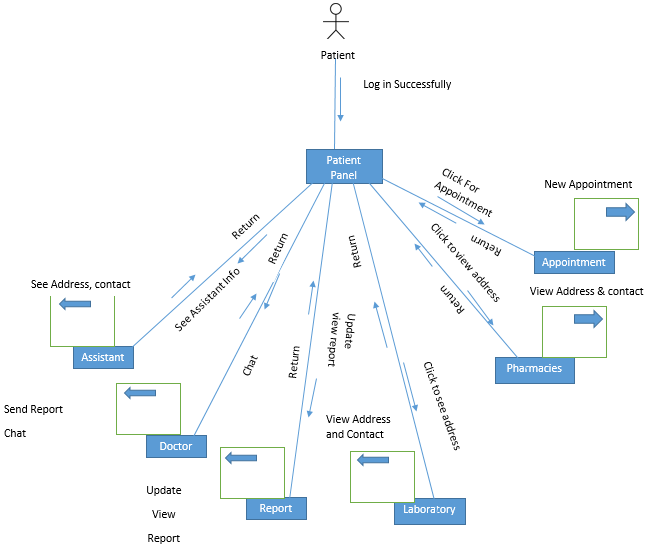 Patient
Log in Successfully
Patient
Panel
Click For
Appointment
Return
New Appointment
Appointment
Click to view address
Return
View Address & contact
Pharmacies
Return
See Assistant Info
See Address, contact
Assistant
Return
Chat
Send Report
Chat
Doctor
Return
Update
view report
Update
View
Report
Report
Return
Click to see address
View Address
and Contact
Laboratory